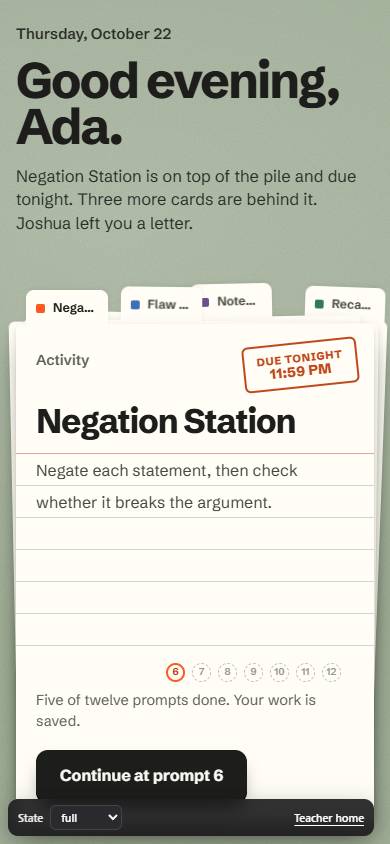 Thursday, October 22
Good evening,
Ada.
Negation Station is on top of the pile and due
tonight. Three more cards are behind it.
Joshua left you a letter.
Nega...
Flaw ...
Note...
Reca...
Activity
DUE TONIGHT
11:59 PM
Negation Station
Negate each statement, then check
whether it breaks the argument.
6 7 8 9 10 11 12
Five of twelve prompts done. Your work is
saved.
Continue at prompt 6
State full Teacher home